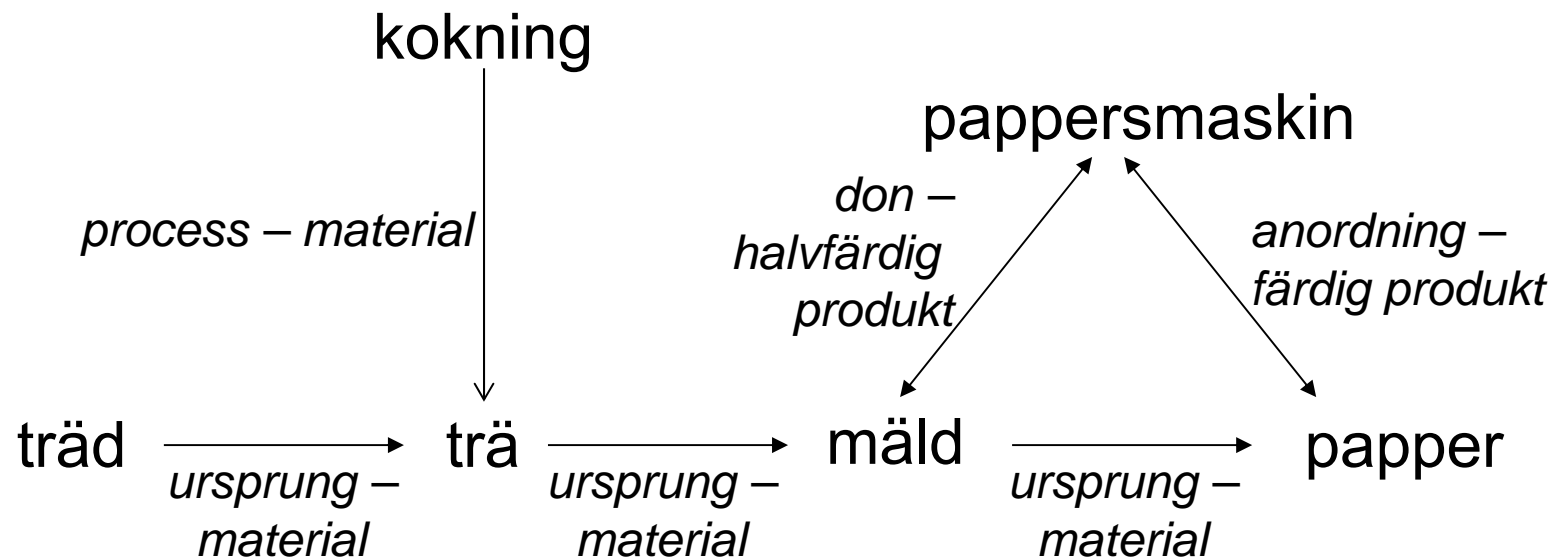 kokning
pappersmaskin
process – material
don –
halvfärdig
produkt
anordning –
färdig produkt
träd
trä
mäld
papper
ursprung –
material
ursprung –
material
ursprung –
material